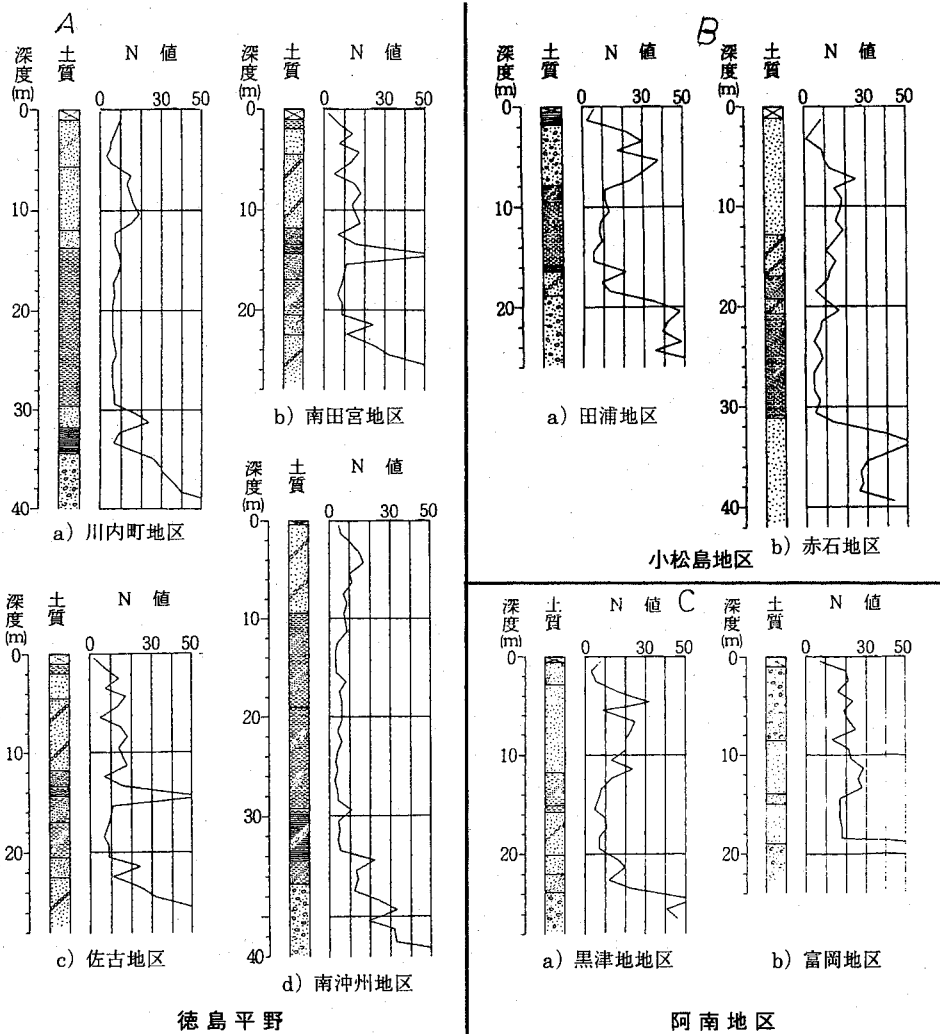 A
深度(m)
土質
N 値
0 30 50
0
10
20
30
40
a) 川内町地区
深度(m)
土質
N 値
0 30 50
0
10
20
b) 南田宮地区
深度(m)
土質
N 値
0 30 50
0
10
20
c) 佐古地区
深度(m)
土質
N 値
0 30 50
0
10
20
30
40
d) 南沖州地区
徳島平野
B
深度(m)
土質
N 値
0 30 50
0
10
20
a) 田浦地区
深度(m)
土質
N 値
0 30 50
0
10
20
30
40
b) 赤石地区
小松島地区
C
深度(m)
土質
N 値
0 30 50
0
10
20
a) 黒津地地区
深度(m)
土質
N 値
0 30 50
0
10
20
b) 富岡地区
阿南地区